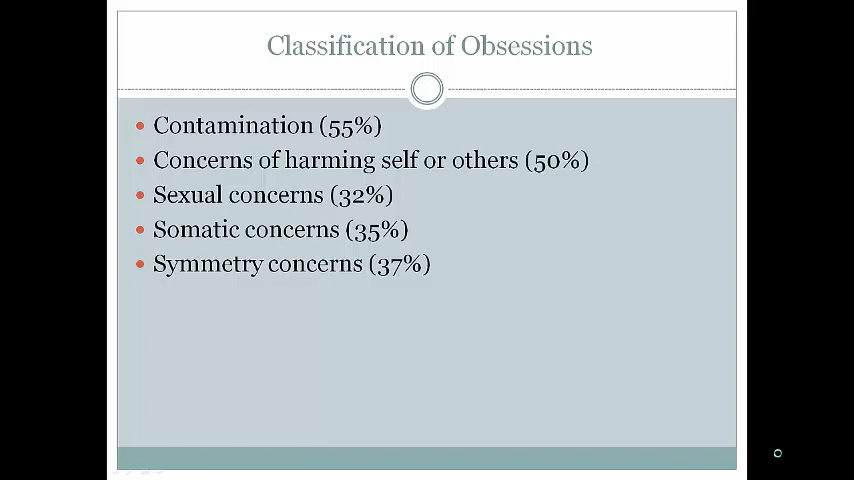 Classification of Obsessions
• Contamination (55%)
• Concerns of harming self or others (50%)
• Sexual concerns (32%)
• Somatic concerns (35%)
• Symmetry concerns (37%)